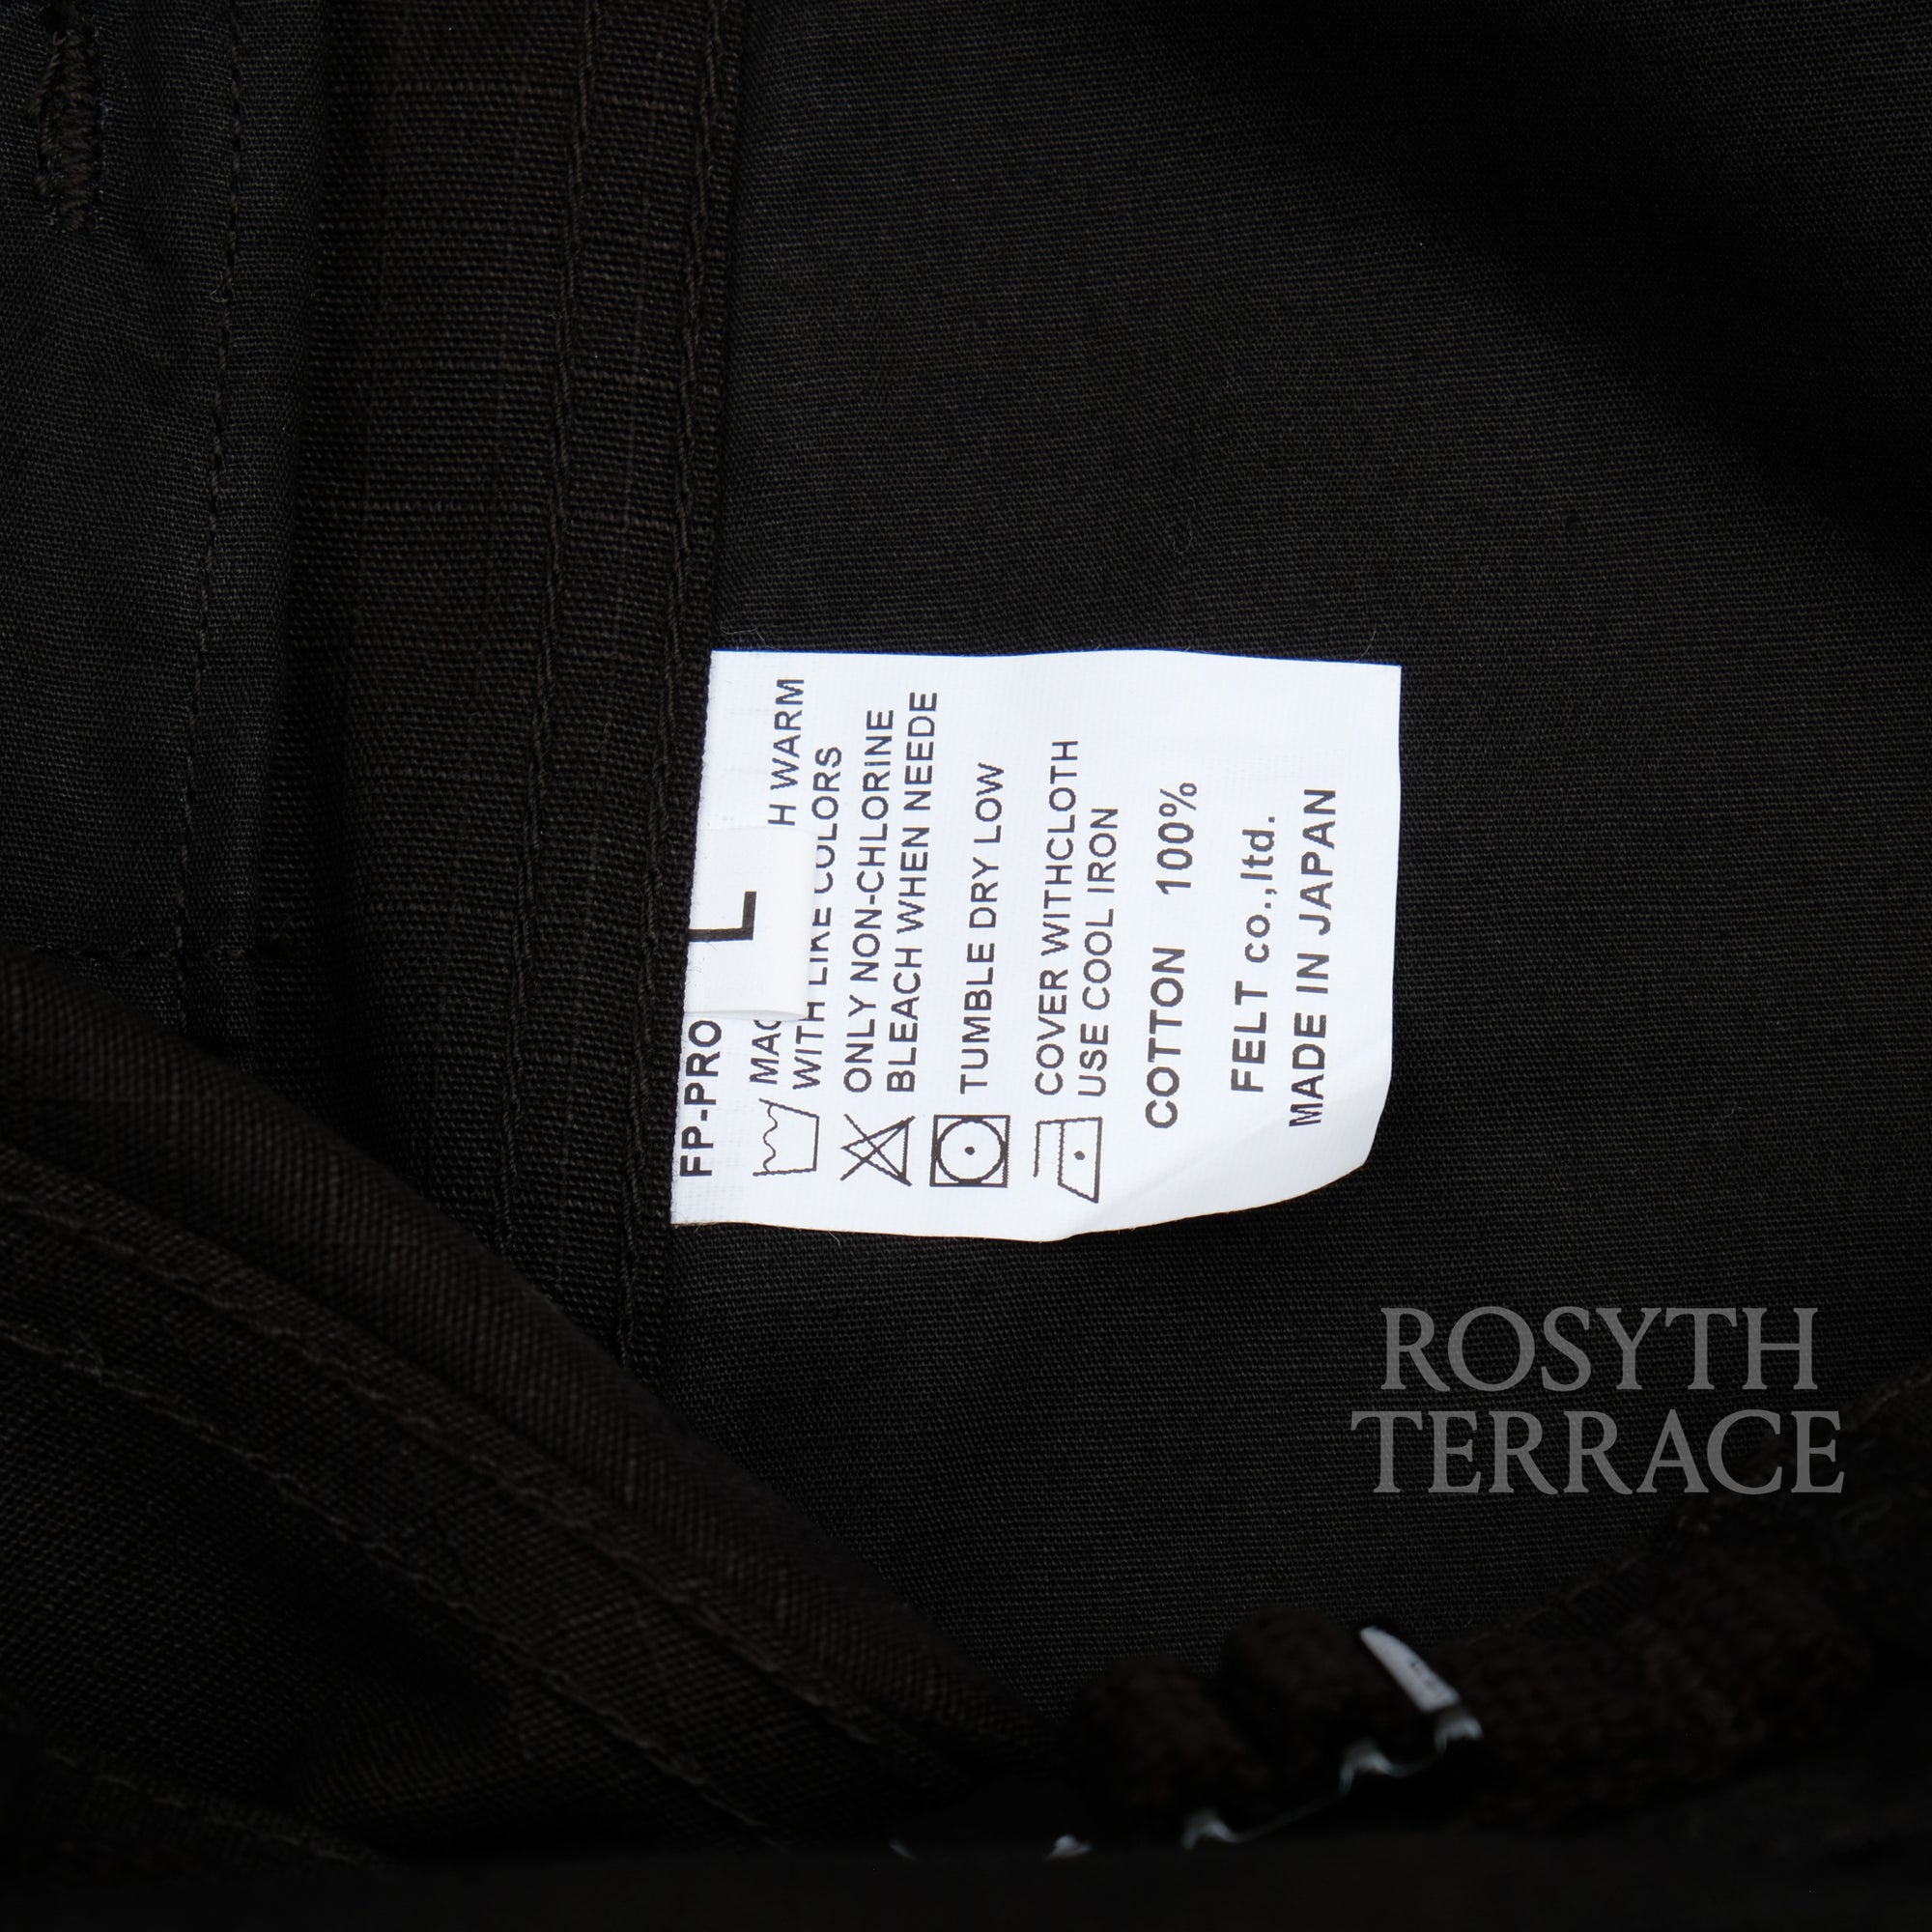 FP-PRO
L
H WARM
WITH LIKE COLORS
ONLY NON-CHLORINE
BLEACH WHEN NEEDE
TUMBLE DRY LOW
COVER WITHCLOTH
USE COOL IRON
COTTON 100%
FELT co.,ltd.
MADE IN JAPAN
ROSYTH
TERRACE